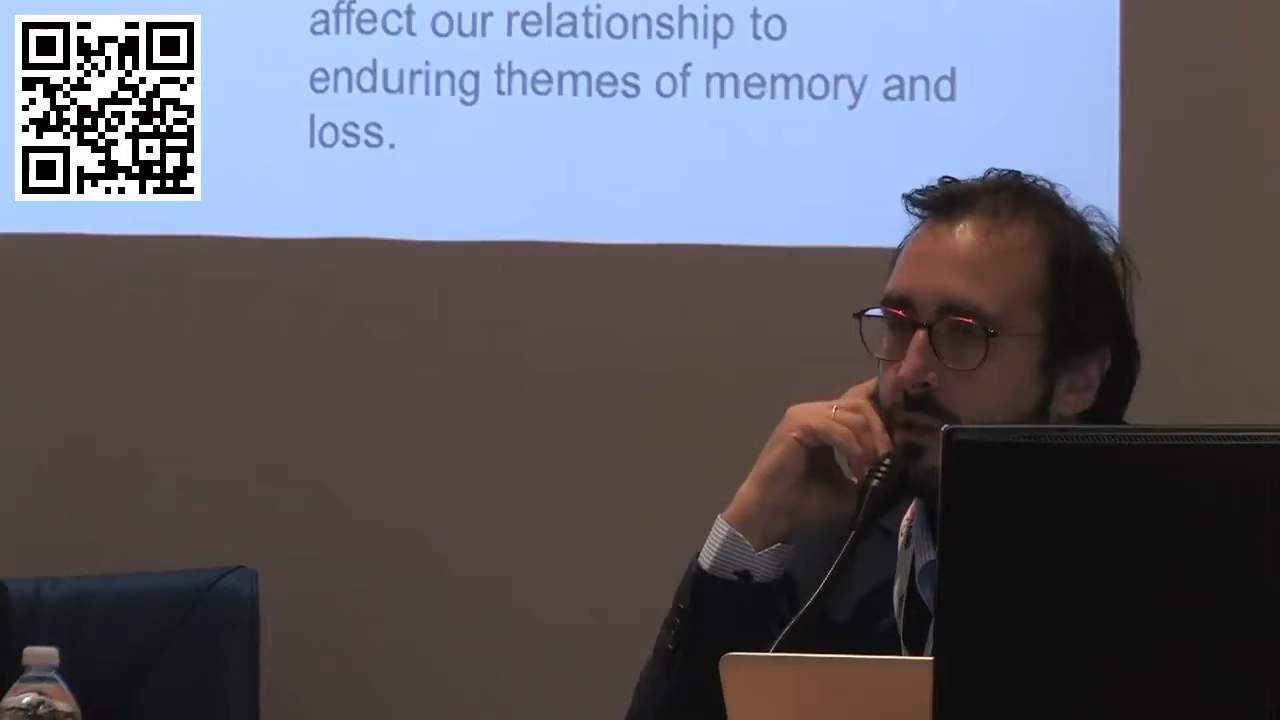 affect our relationship to
enduring themes of memory and
loss.